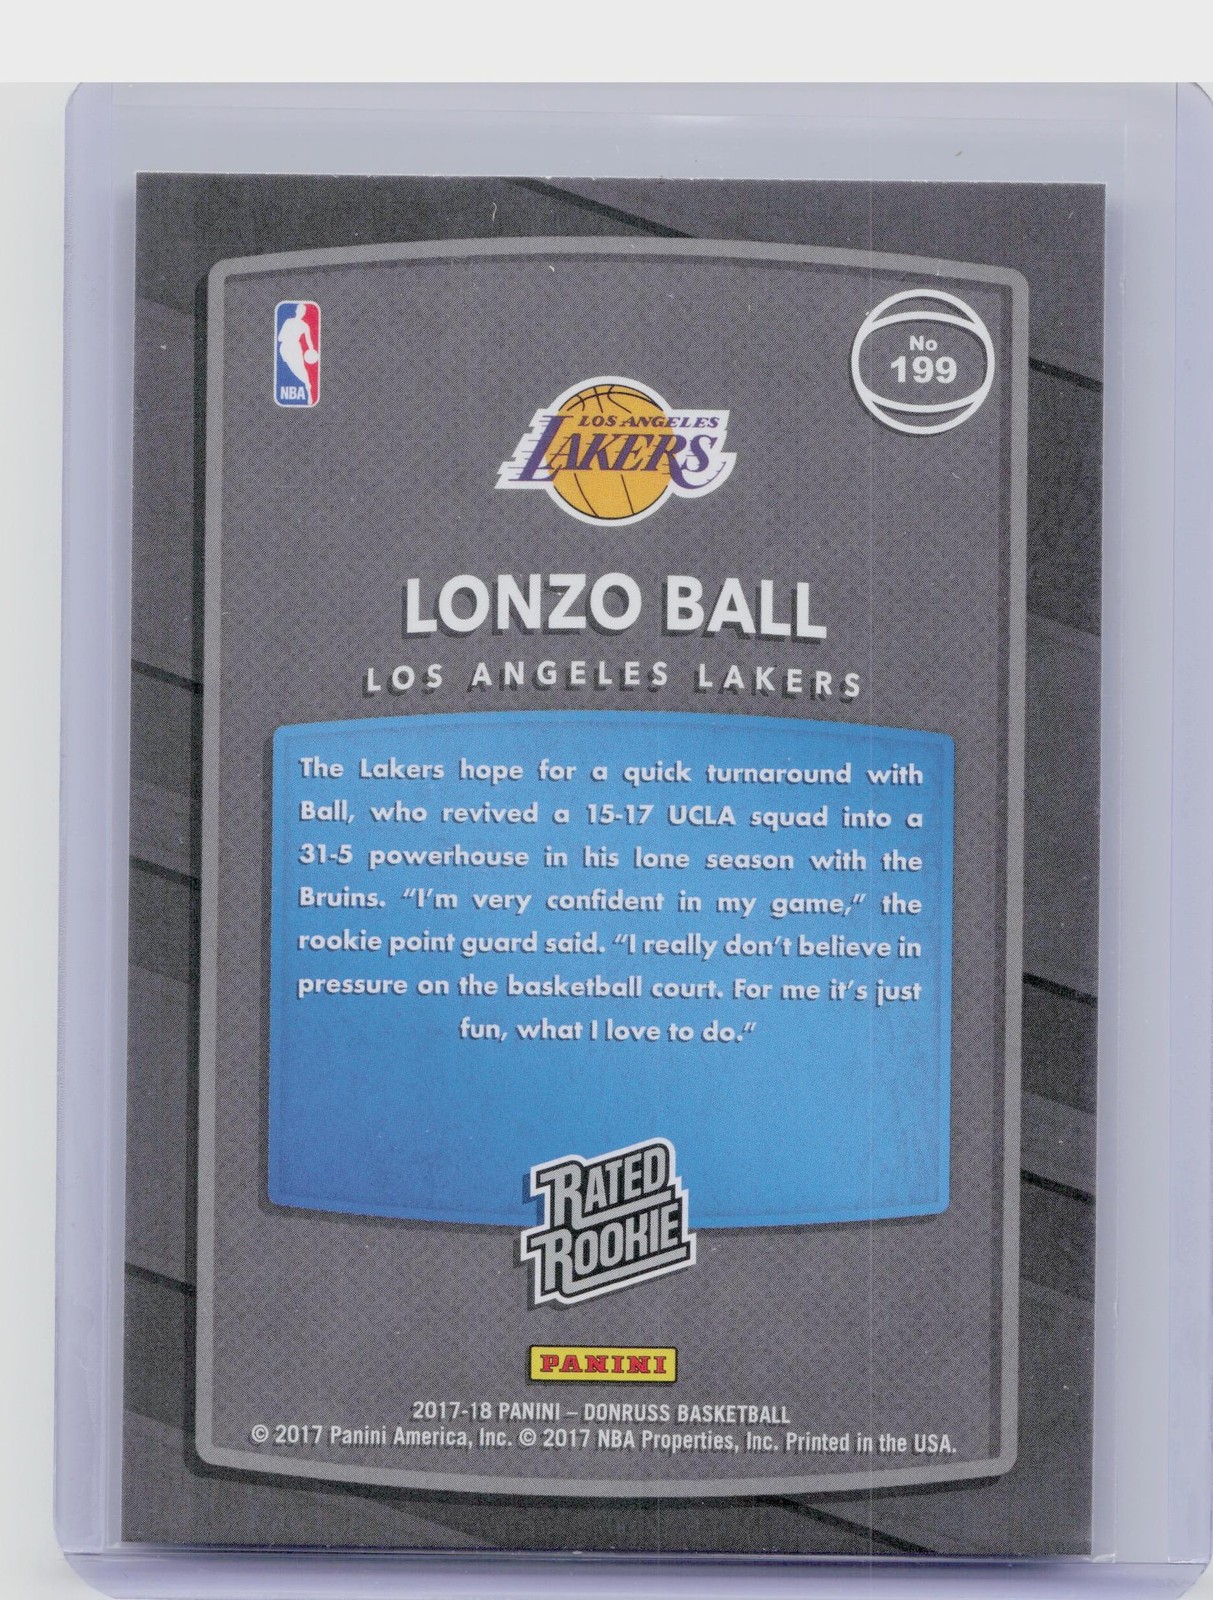 NBA
No
199
LOS ANGELES
LAKERS
LONZO BALL
LOS ANGELES LAKERS
The Lakers hope for a quick turnaround with
Ball, who revived a 15-17 UCLA squad into a
31-5 powerhouse in his lone season with the
Bruins. “I’m very confident in my game,” the
rookie point guard said. “I really don’t believe in
pressure on the basketball court. For me it’s just
fun, what I love to do.”
RATED
ROOKIE
PANINI
2017-18 PANINI – DONRUSS BASKETBALL
© 2017 Panini America, Inc. © 2017 NBA Properties, Inc. Printed in the USA.